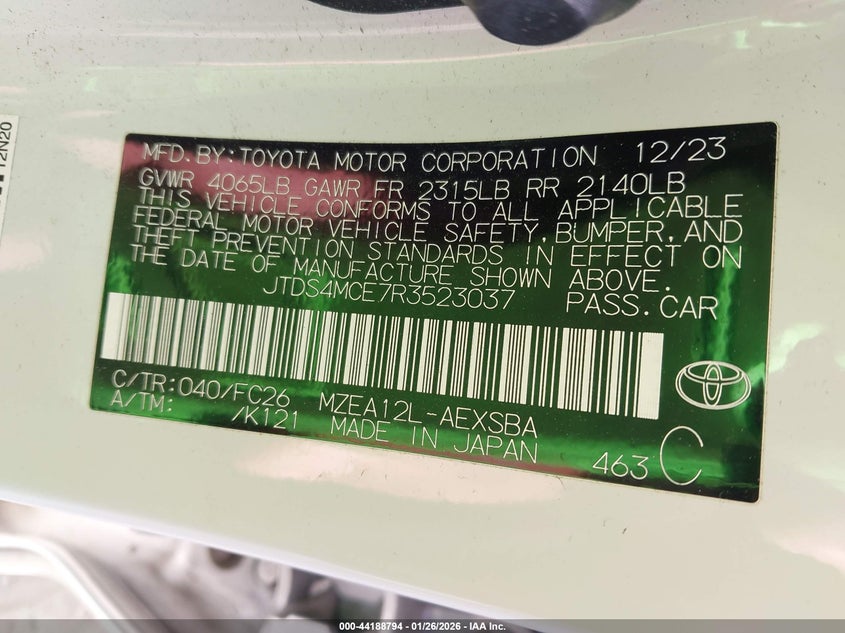 12N20
MFD.BY:TOYOTA MOTOR CORPORATION 12/23
GVWR 4065LB GAWR FR 2315LB RR 2140LB
THIS VEHICLE CONFORMS TO ALL APPLICABLE
FEDERAL MOTOR VEHICLE SAFETY,BUMPER,AND
THEFT PREVENTION STANDARDS IN EFFECT ON
THE DATE OF MANUFACTURE SHOWN ABOVE.
JTDS4MCE7R3523037 PASS.CAR
C/TR:040/FC26 MZEA12L-AEXSBA
A/TM: /K121 MADE IN JAPAN
463 C
000-44188794 - 01/26/2026 - IAA Inc.